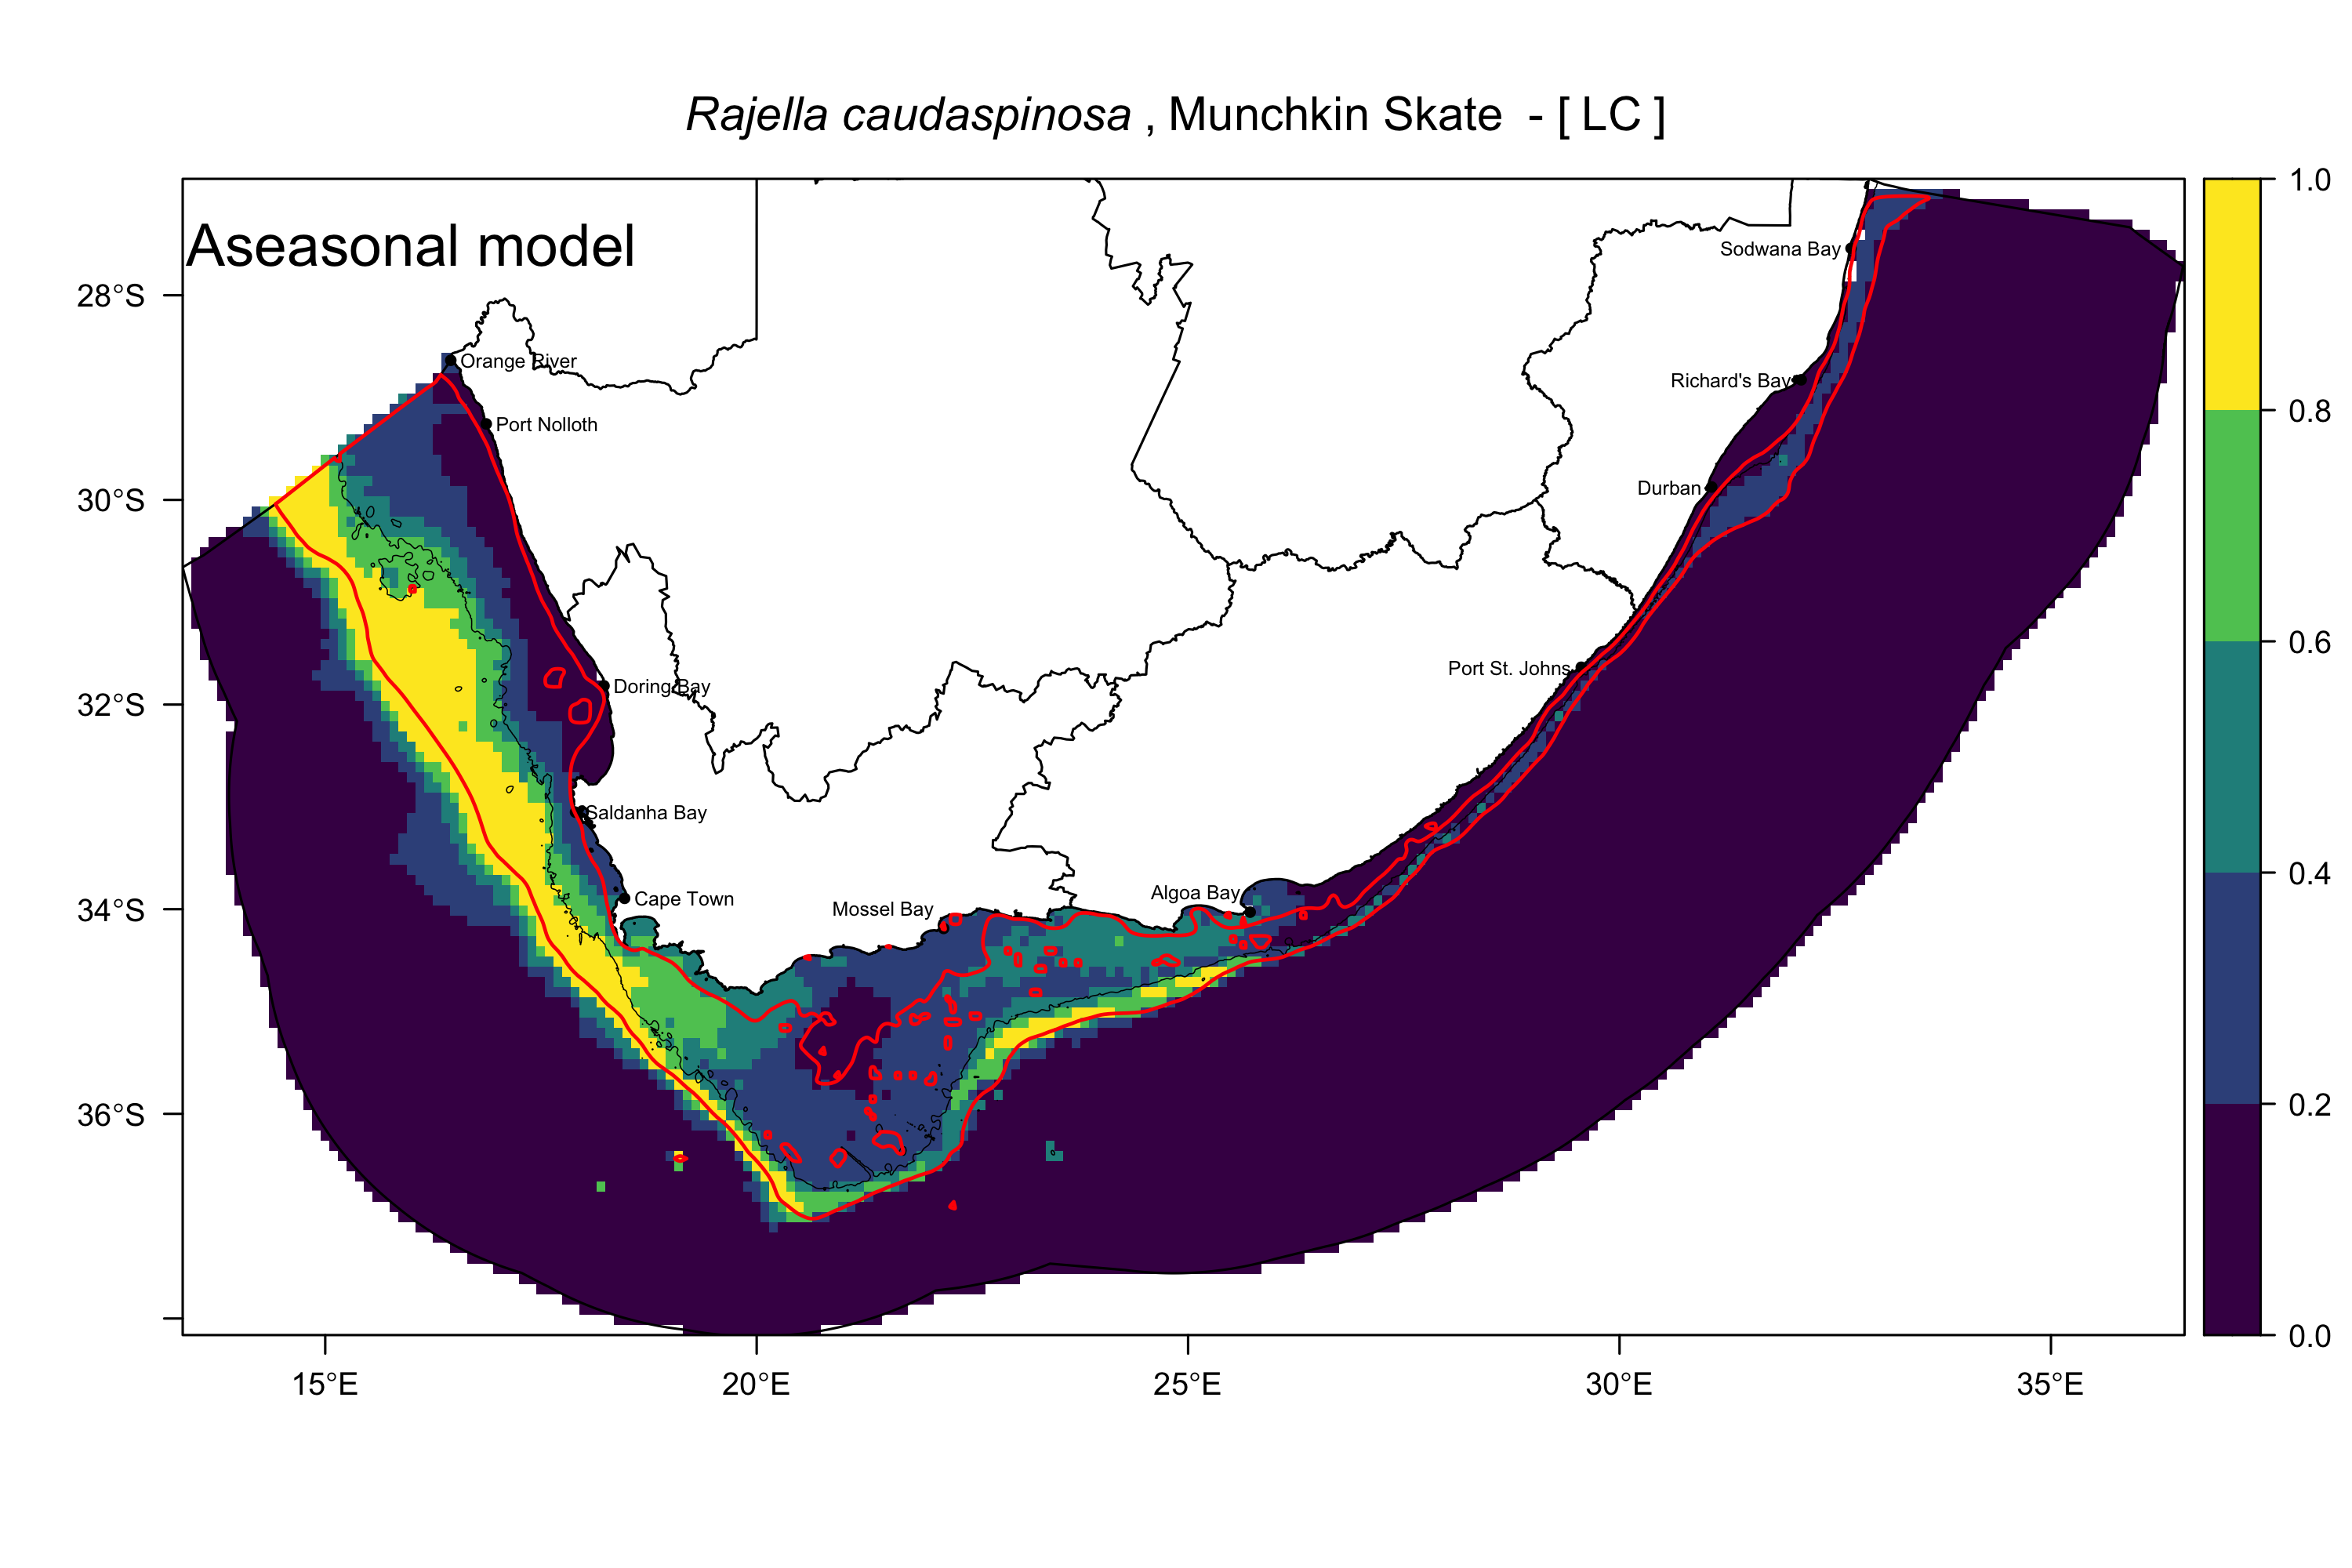 Rajella caudaspinosa , Munchkin Skate - [ LC ]
Aseasonal model
1.0
0.8
0.6
0.4
0.2
0.0
28°S
30°S
32°S
34°S
36°S
15°E
20°E
25°E
30°E
35°E
Sodwana Bay
Orange River
Richard's Bay
Port Nolloth
Durban
Port St. Johns
Doring Bay
Saldanha Bay
Algoa Bay
Cape Town
Mossel Bay